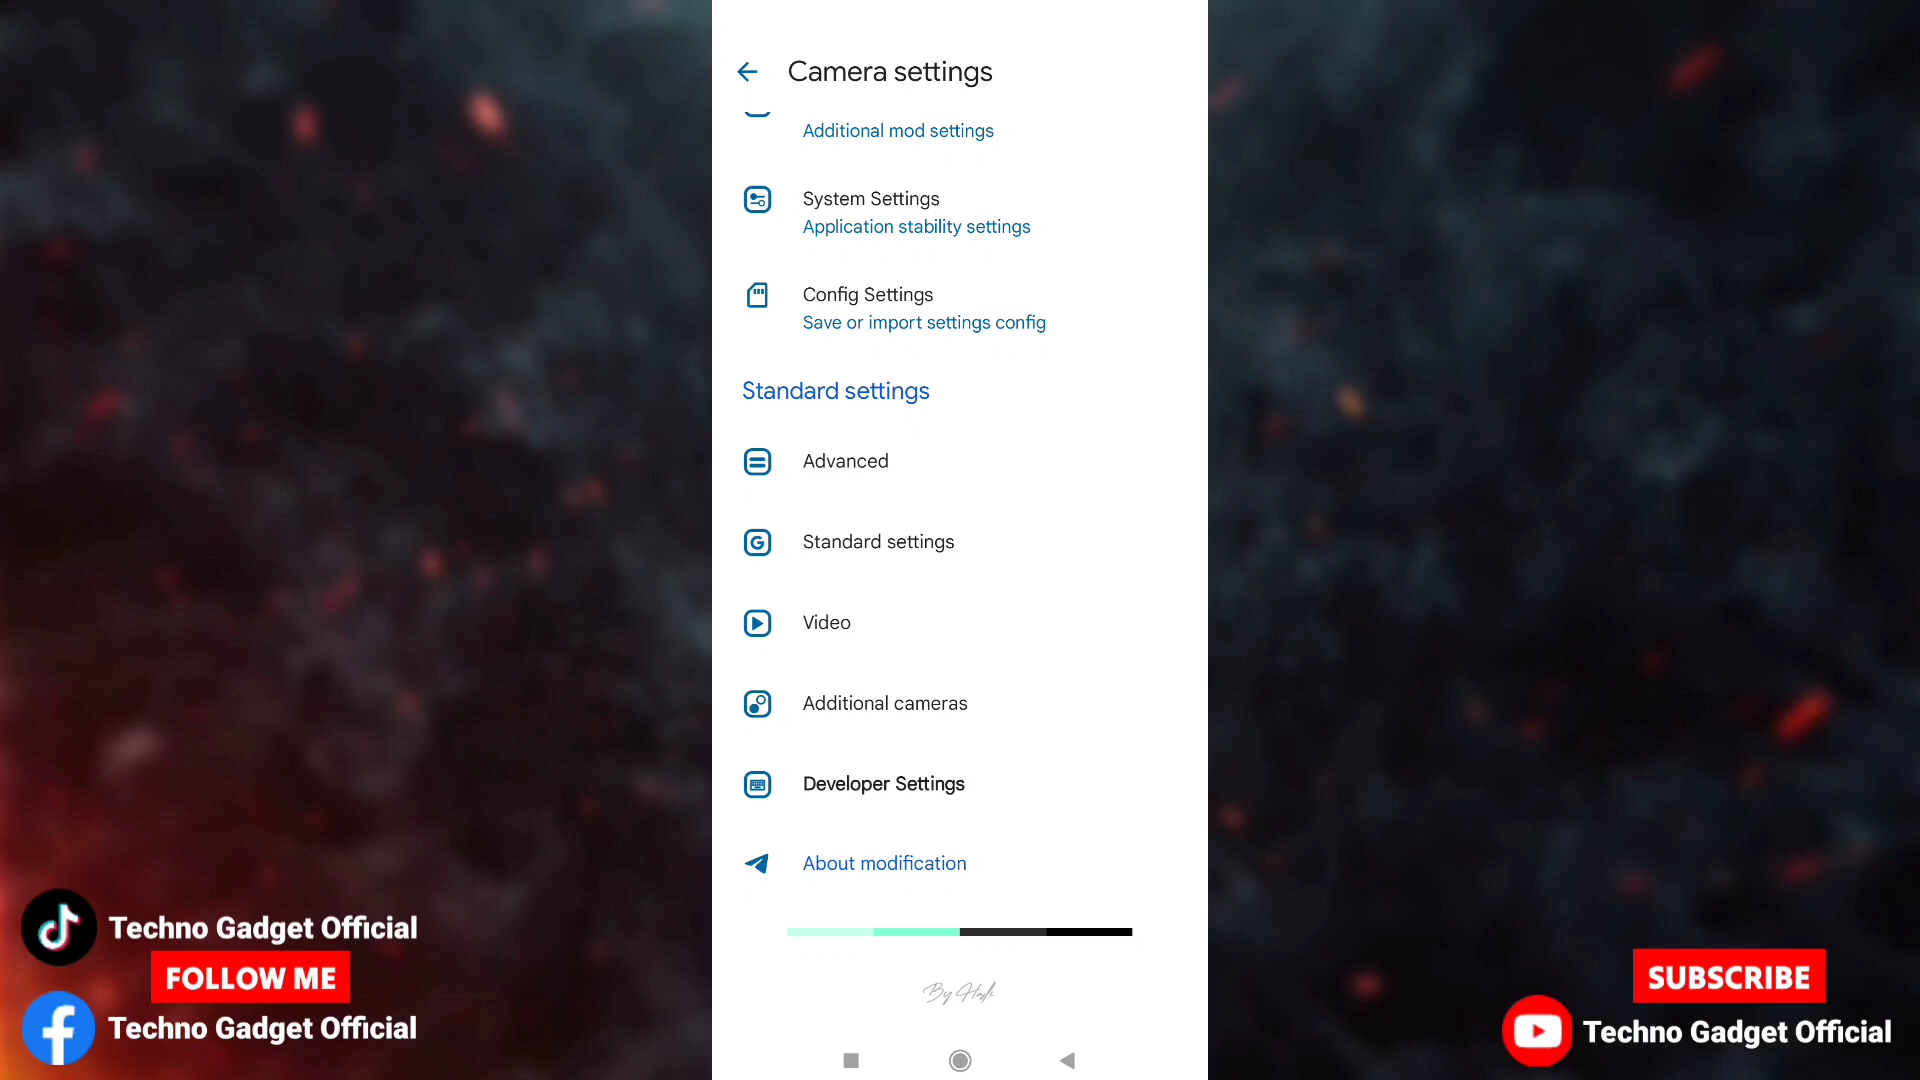 Camera settings
Additional mod settings
System Settings
Application stability settings
Config Settings
Save or import settings config
Standard settings
Advanced
Standard settings
Video
Additional cameras
Developer Settings
About modification
Techno Gadget Official
FOLLOW ME
Techno Gadget Official
SUBSCRIBE
Techno Gadget Official